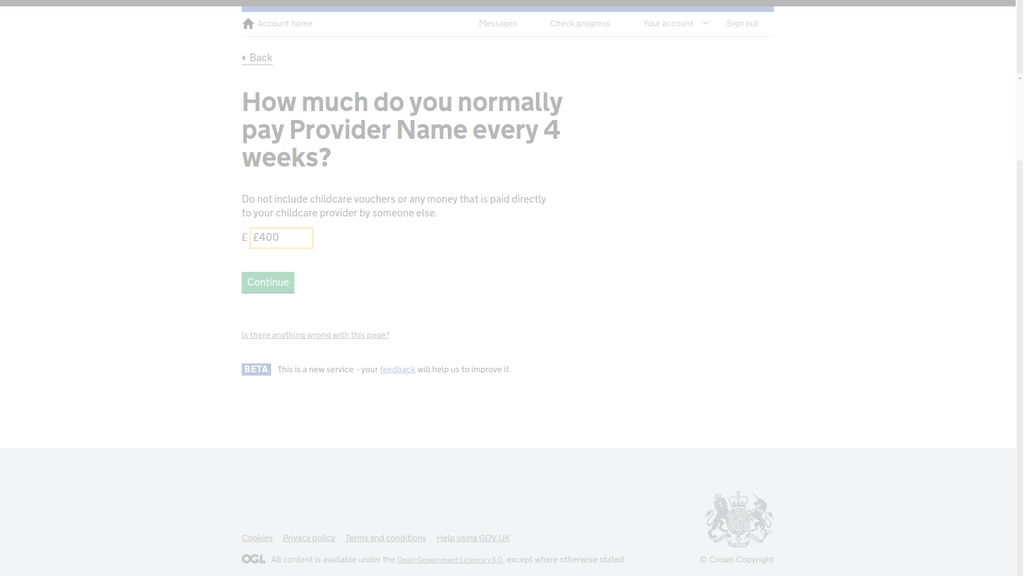 Account home Messages Check progress Your account Sign out
Back
How much do you normally
pay Provider Name every 4
weeks?
Do not include childcare vouchers or any money that is paid directly
to your childcare provider by someone else.
£ £400
Continue
Is there anything wrong with this page?
BETA This is a new service - your feedback will help us to improve it.
Cookies Privacy policy Terms and conditions Help using GOV.UK
OGL All content is available under the Open Government Licence v3.0, except where otherwise stated © Crown Copyright